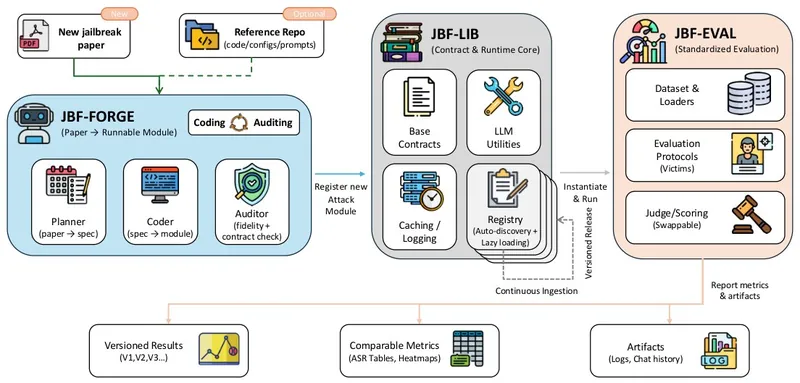 New
New jailbreak
paper
PDF
Optional
Reference Repo
(code/configs/prompts)
JBF-FORGE
(Paper → Runnable Module)
Coding
Auditing
Planner
(paper → spec)
Coder
(spec → module)
Auditor
(fidelity +
contract check)
Register new
Attack
Module
JBF-LIB
(Contract & Runtime Core)
Base
Contracts
LLM
Utilities
Caching /
Logging
Registry
(Auto-discovery +
Lazy loading)
Continuous Ingestion
Versioned Release
Instantiate
& Run
JBF-EVAL
(Standardized Evaluation)
Dataset &
Loaders
Evaluation
Protocols
(Victims)
Judge/Scoring
(Swappable)
Report metrics
& artifacts
Versioned Results
(V1,V2,V3...)
Comparable Metrics
(ASR Tables, Heatmaps)
Artifacts
(Logs, Chat history)
LOG